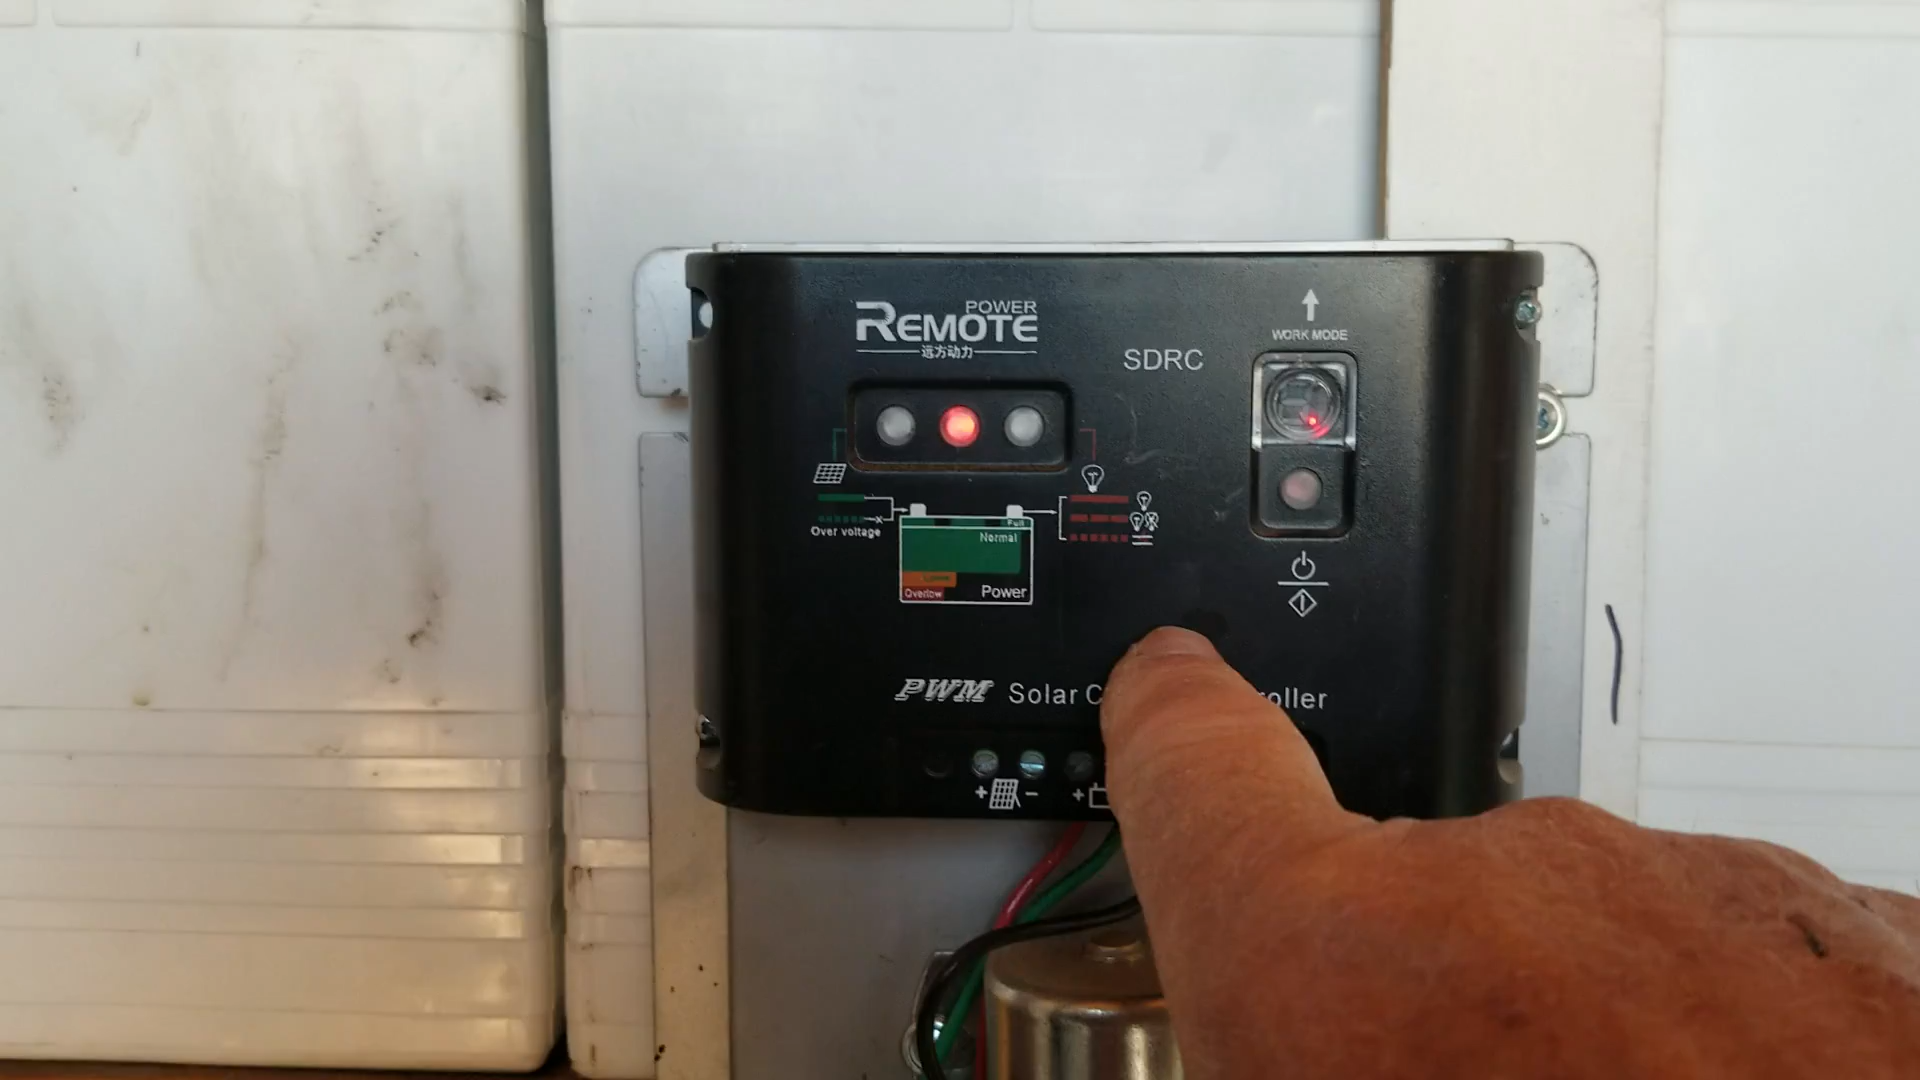 POWER
REMOTE
远方动力
SDRC
WORK MODE
Over voltage
Full
Normal
Overlow
Power
PWM Solar C roller
+ −
+